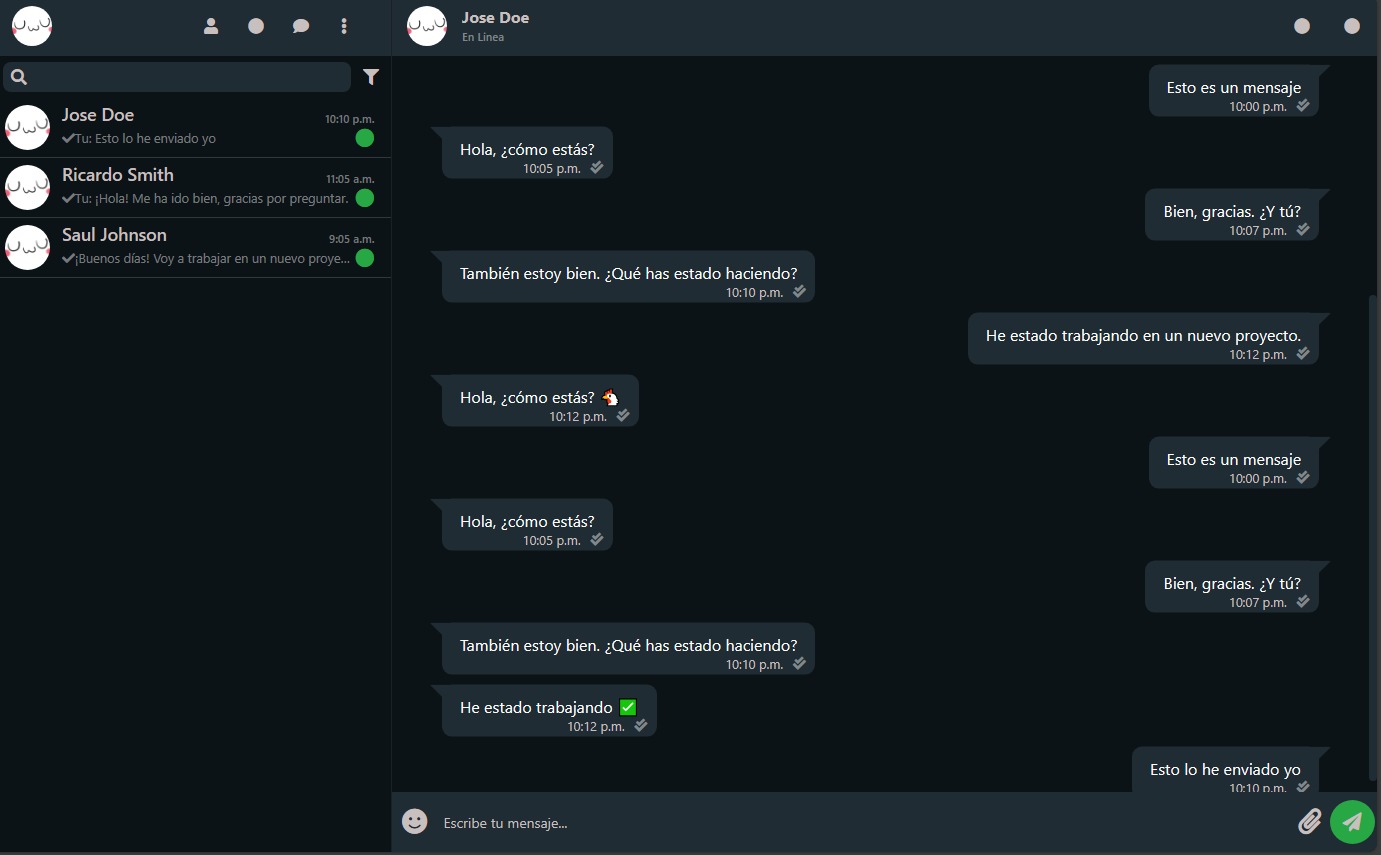 Jose Doe
10:10 p.m.
Tu: Esto lo he enviado yo
Ricardo Smith
11:05 a.m.
Tu: ¡Hola! Me ha ido bien, gracias por preguntar.
Saul Johnson
9:05 a.m.
¡Buenos días! Voy a trabajar en un nuevo proye...
Jose Doe
En Línea
Esto es un mensaje
10:00 p.m.
Hola, ¿cómo estás?
10:05 p.m.
Bien, gracias. ¿Y tú?
10:07 p.m.
También estoy bien. ¿Qué has estado haciendo?
10:10 p.m.
He estado trabajando en un nuevo proyecto.
10:12 p.m.
Hola, ¿cómo estás? 🐔
10:12 p.m.
Esto es un mensaje
10:00 p.m.
Hola, ¿cómo estás?
10:05 p.m.
Bien, gracias. ¿Y tú?
10:07 p.m.
También estoy bien. ¿Qué has estado haciendo?
10:10 p.m.
He estado trabajando ✅
10:12 p.m.
Esto lo he enviado yo
10:10 p.m.
Escribe tu mensaje...